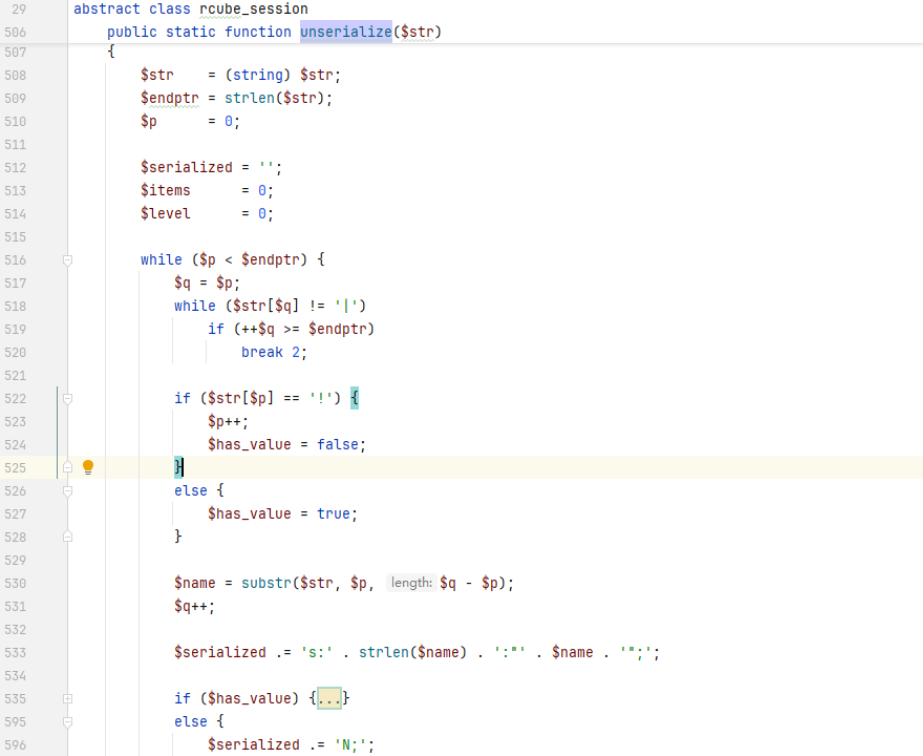 29 abstract class rcube_session
506 public static function unserialize($str)
507 {
508 $str = (string) $str;
509 $endptr = strlen($str);
510 $p = 0;
511
512 $serialized = '';
513 $items = 0;
514 $level = 0;
515
516 while ($p < $endptr) {
517 $q = $p;
518 while ($str[$q] != '|')
519 if (++$q >= $endptr)
520 break 2;
521
522 if ($str[$p] == '!') {
523 $p++;
524 $has_value = false;
525 }
526 else {
527 $has_value = true;
528 }
529
530 $name = substr($str, $p, length: $q - $p);
531 $q++;
532
533 $serialized .= 's:' . strlen($name) . ':"' . $name . '";';
534
535 if ($has_value) {...}
595 else {
596 $serialized .= 'N;';